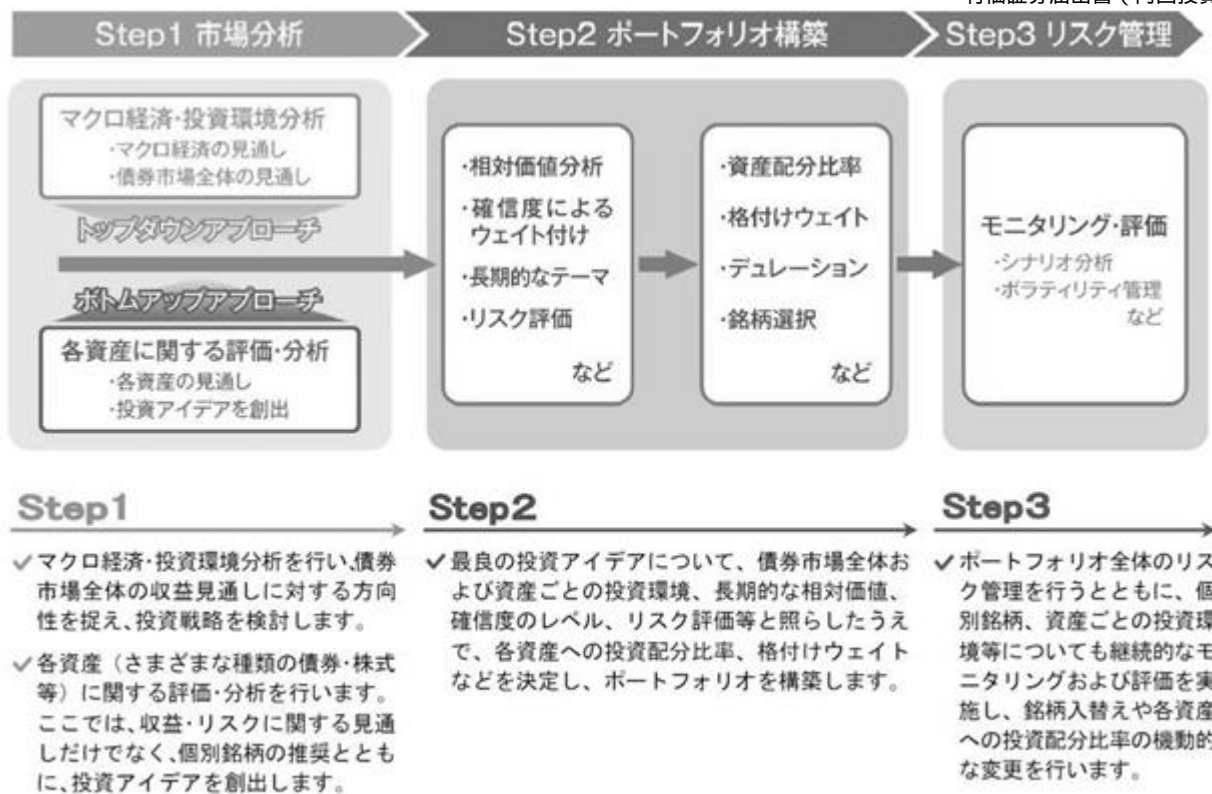 Step1 市場分析
Step2 ポートフォリオ構築
Step3 リスク管理
マクロ経済・投資環境分析
・マクロ経済の見通し
・債券市場全体の見通し
トップダウンアプローチ
ボトムアップアプローチ
各資産に関する評価・分析
・各資産の見通し
・投資アイデアを創出
・相対価値分析
・確信度による
ウェイト付け
・長期的なテーマ
・リスク評価
など
・資産配分比率
・格付けウェイト
・デュレーション
・銘柄選択
など
モニタリング・評価
・シナリオ分析
・ボラティリティ管理
など
Step1
✓マクロ経済・投資環境分析を行い、債券
市場全体の収益見通しに対する方向
性を捉え、投資戦略を検討します。
✓各資産（さまざまな種類の債券・株式
等）に関する評価・分析を行います。
ここでは、収益・リスクに関する見通
しだけでなく、個別銘柄の推奨ととも
に、投資アイデアを創出します。
Step2
✓最良の投資アイデアについて、債券市場全体お
よび資産ごとの投資環境、長期的な相対価値、
確信度のレベル、リスク評価等と照らしたうえ
で、各資産への投資配分比率、格付けウェイト
などを決定し、ポートフォリオを構築します。
Step3
✓ポートフォリオ全体のリス
ク管理を行うとともに、個
別銘柄、資産ごとの投資環
境等についても継続的なモ
ニタリングおよび評価を実
施し、銘柄入替えや各資産
への投資配分比率の機動的
な変更を行います。